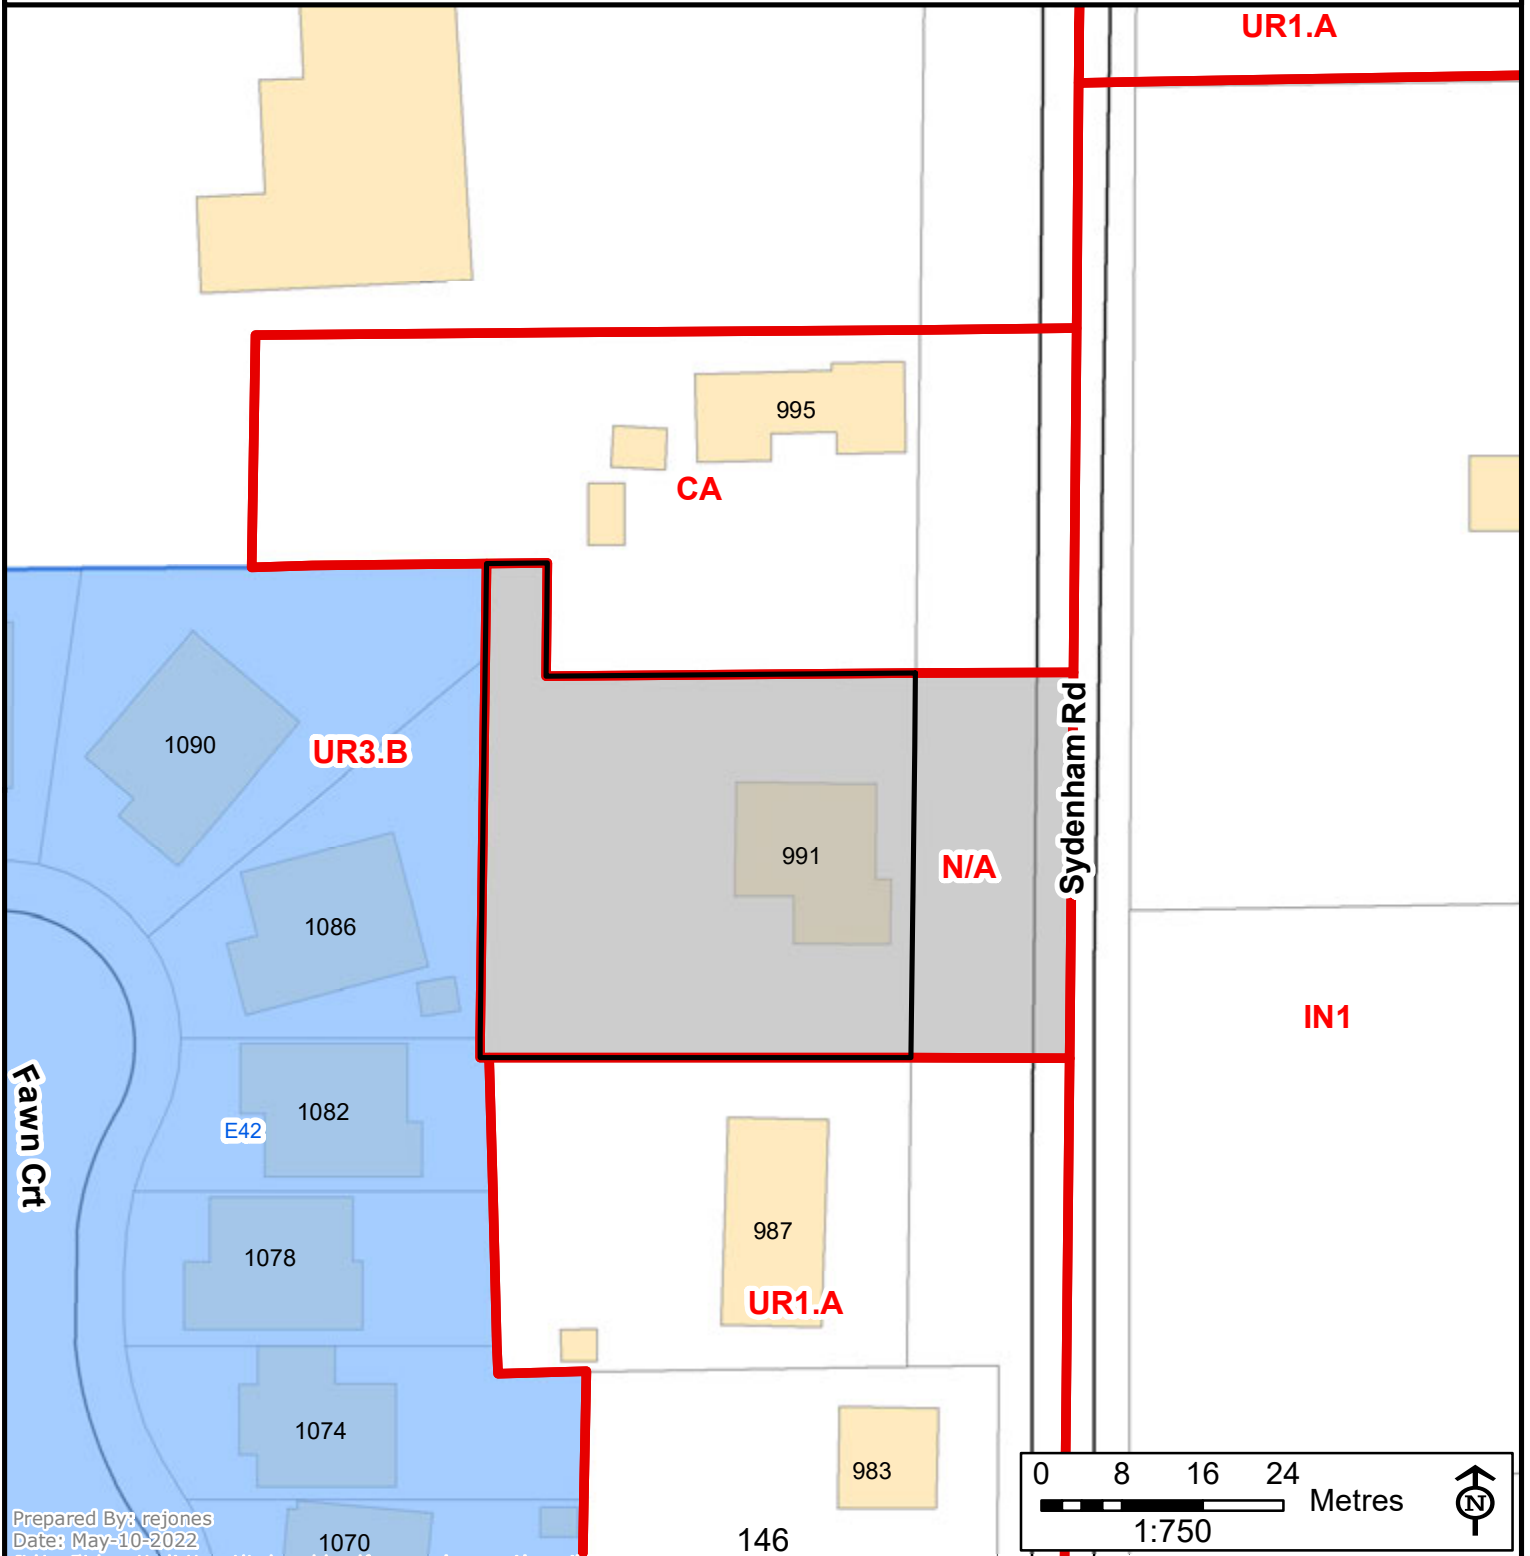 UR1.A
995
CA
1090
UR3.B
Sydenham Rd
991
N/A
1086
IN1
Fawn Crt
1082
E42
1078
987
UR1.A
1074
983
0 8 16 24
Metres
N
1:750
Prepared By: rejones
Date: May-10-2022
1070
146